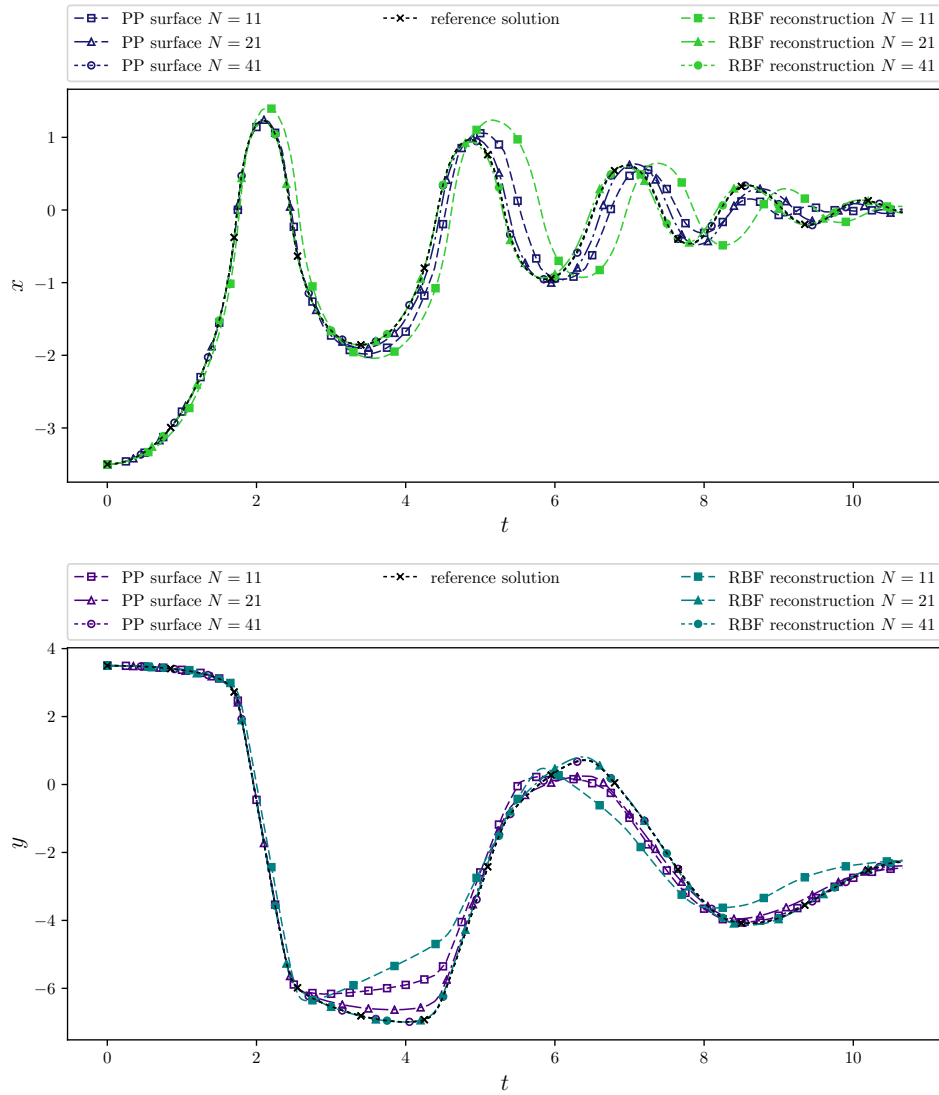 PP surface N = 11
PP surface N = 21
PP surface N = 41
reference solution
RBF reconstruction N = 11
RBF reconstruction N = 21
RBF reconstruction N = 41
1
0
−1
−2
−3
x
0 2 4 6 8 10
t
PP surface N = 11
PP surface N = 21
PP surface N = 41
reference solution
RBF reconstruction N = 11
RBF reconstruction N = 21
RBF reconstruction N = 41
4
2
0
−2
−4
−6
y
0 2 4 6 8 10
t